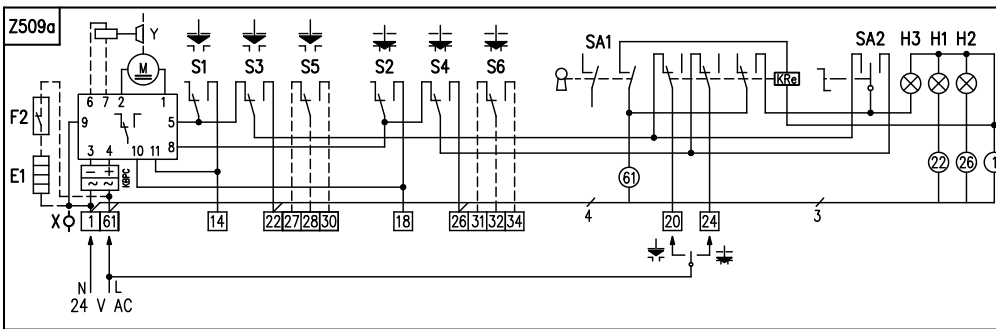 Z509a
Y
M
S1 S3 S5 S2 S4 S6
SA1
KRe
SA2 H3 H1 H2
F2
E1
6 7 2 1
9 5
8
3 4 10 11
− +
~ ~
KBPC
61
22 26 1
X 1 61 14 22 27 28 30 18 26 31 32 34 4 20 24 3
N L
24 V AC